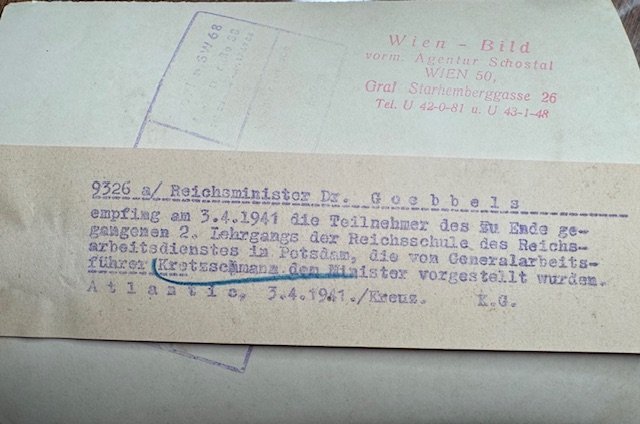 SW 68
Wien - Bild
vorm. Agentur Schostal
WIEN 50,
Graf Starhemberggasse 26
Tel. U 42-0-81 u. U 43-1-48
9326 a/ Reichsminister Dr. Goebbels
empfing am 3.4.1941 die Teilnehmer des zu Ende ge-
gangenen 2. Lehrgangs der Reichsschule des Reichs-
arbeitsdienstes in Potsdam, die von Generalarbeits-
führer Kretzschmann dem Minister vorgestellt wurden.
Atlantic, 3.4.1941./Kreuz. K.G.